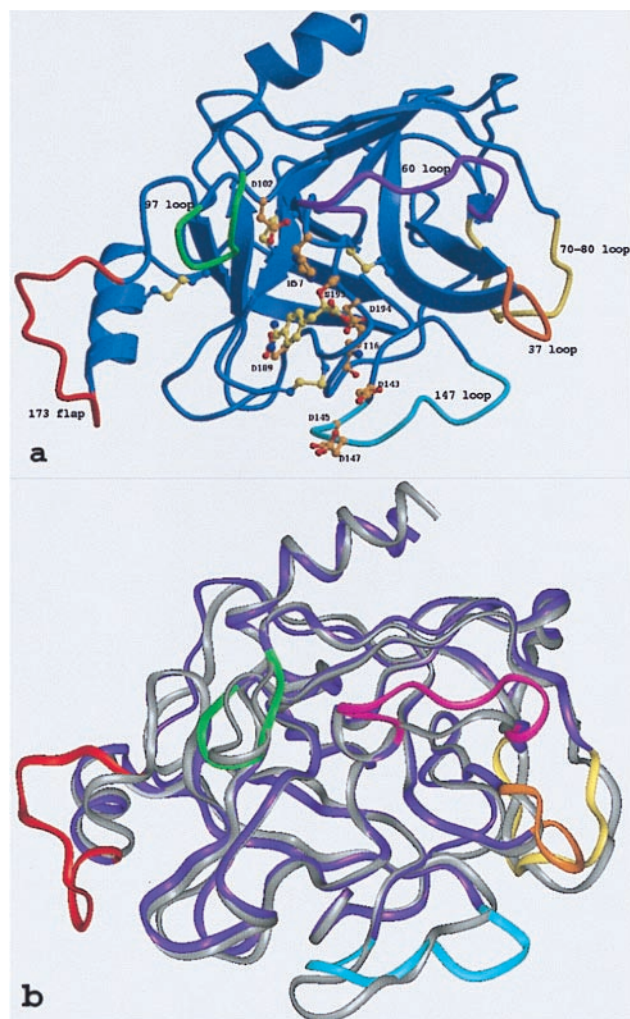 D102
60 loop
97 loop
70-80 loop
H57
S195
D194
37 loop
D189
I16
D143
147 loop
173 flap
D145
D147
a
b